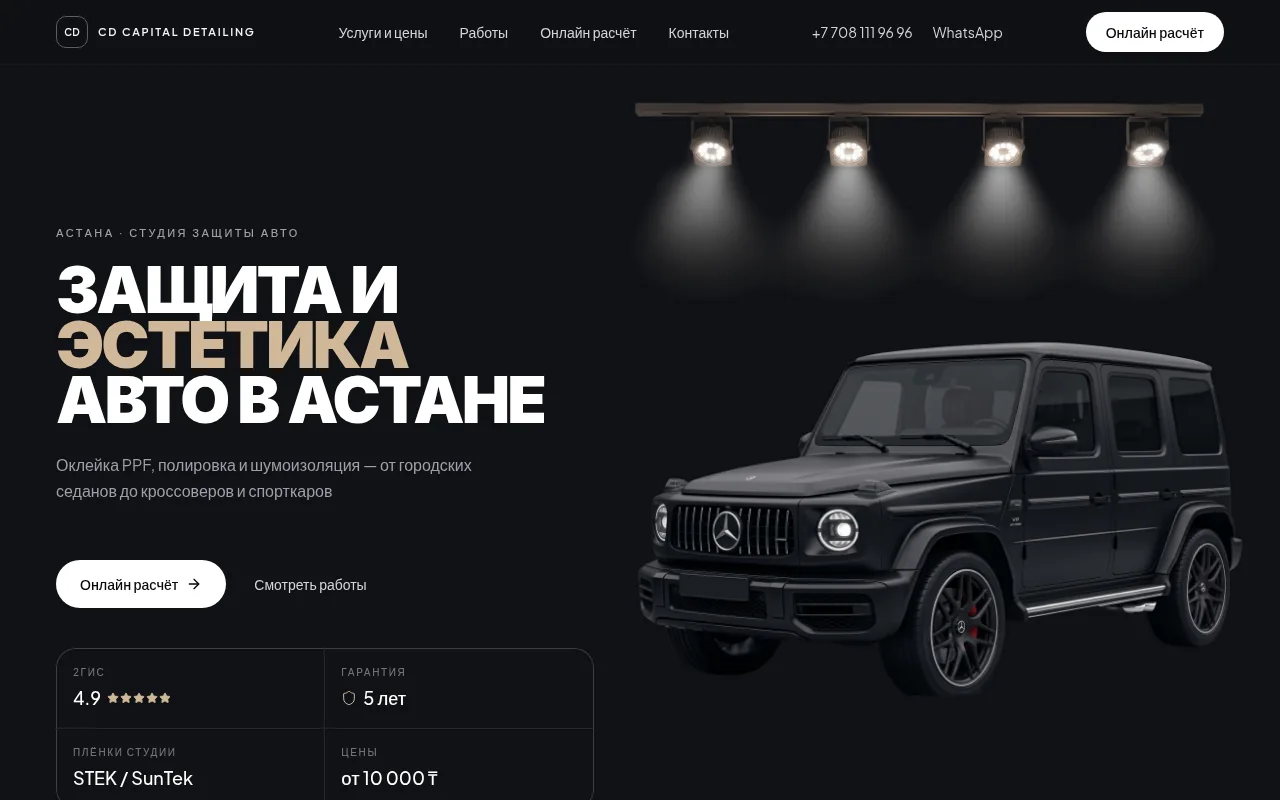 CD
CD CAPITAL DETAILING
Услуги и цены
Работы
Онлайн расчёт
Контакты
+7 708 111 96 96
WhatsApp
Онлайн расчёт
АСТАНА · СТУДИЯ ЗАЩИТЫ АВТО
ЗАЩИТА И
ЭСТЕТИКА
АВТО В АСТАНЕ
Оклейка PPF, полировка и шумоизоляция — от городских
седанов до кроссоверов и спорткаров
Онлайн расчёт
Смотреть работы
2ГИС
4.9
ГАРАНТИЯ
5 лет
ПЛЁНКИ СТУДИИ
STEK / SunTek
ЦЕНЫ
от 10 000 ₸